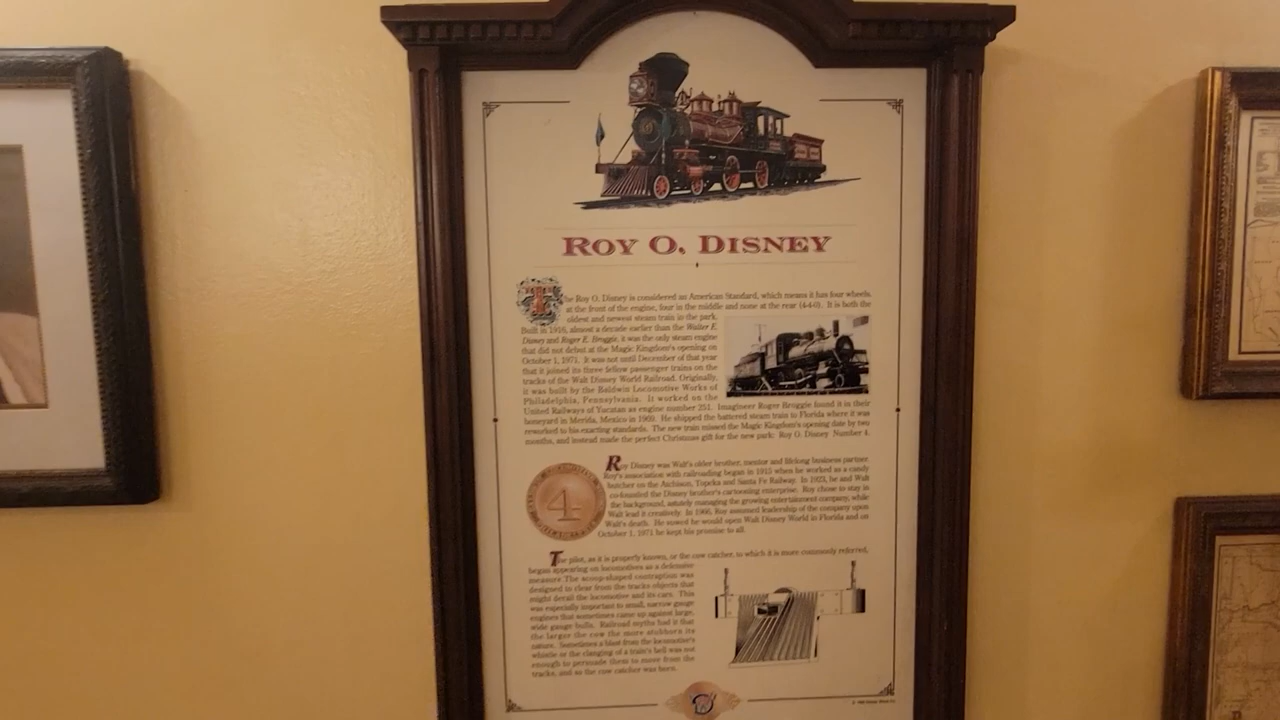 ROY O. DISNEY
The Roy O. Disney is considered an American Standard, which means it has four wheels
at the front of the engine, four in the middle and none at the rear (4-4-0). It is both the
oldest and newest steam train in the park.
Built in 1916, almost a decade earlier than the Walter E.
Disney and Roger E. Broggie, it was the only steam engine
that did not debut at the Magic Kingdom's opening on
October 1, 1971. It was not until December of that year
that it joined its three fellow passenger trains on the
tracks of the Walt Disney World Railroad. Originally,
it was built by the Baldwin Locomotive Works of
Philadelphia, Pennsylvania. It worked on the
United Railways of Yucatan as engine number 251. Imagineer Roger Broggie found it in their
boneyard in Merida, Mexico in 1969. He shipped the battered steam train to Florida where it was
reworked to his exacting standards. The new train missed the Magic Kingdom's opening date by two
months, and instead made the perfect Christmas gift for the new park: Roy O. Disney Number 4.
4
Roy Disney was Walt's older brother, mentor and lifelong business partner.
Roy's association with railroading began in 1912 when he worked as a candy
butcher on the Atchison, Topeka and Santa Fe Railway. In 1923, he and Walt
co-founded the Disney brother's cartooning enterprise. Roy chose to stay in
the background, astutely managing the growing entertainment company, while
Walt lead it creatively. In 1966, Roy assumed leadership of the company upon
Walt's death. He vowed he would open Walt Disney World in Florida and on
October 1, 1971 he kept his promise to all.
The pilot, as it is properly known, or the cow catcher, to which it is more commonly referred,
began appearing on locomotives as a defensive
measure. The scoop-shaped contraption was
designed to clear from the tracks objects that
might derail the locomotive and its cars. This
was especially important to small, narrow gauge
engines that sometimes came up against large,
wide gauge bulls. Railroad myths had it that
the larger the cow the more stubborn its
nature. Sometimes a blast from the locomotive's
whistle or the clanging of a train's bell was not
enough to persuade them to move from the
tracks, and so the cow catcher was born.